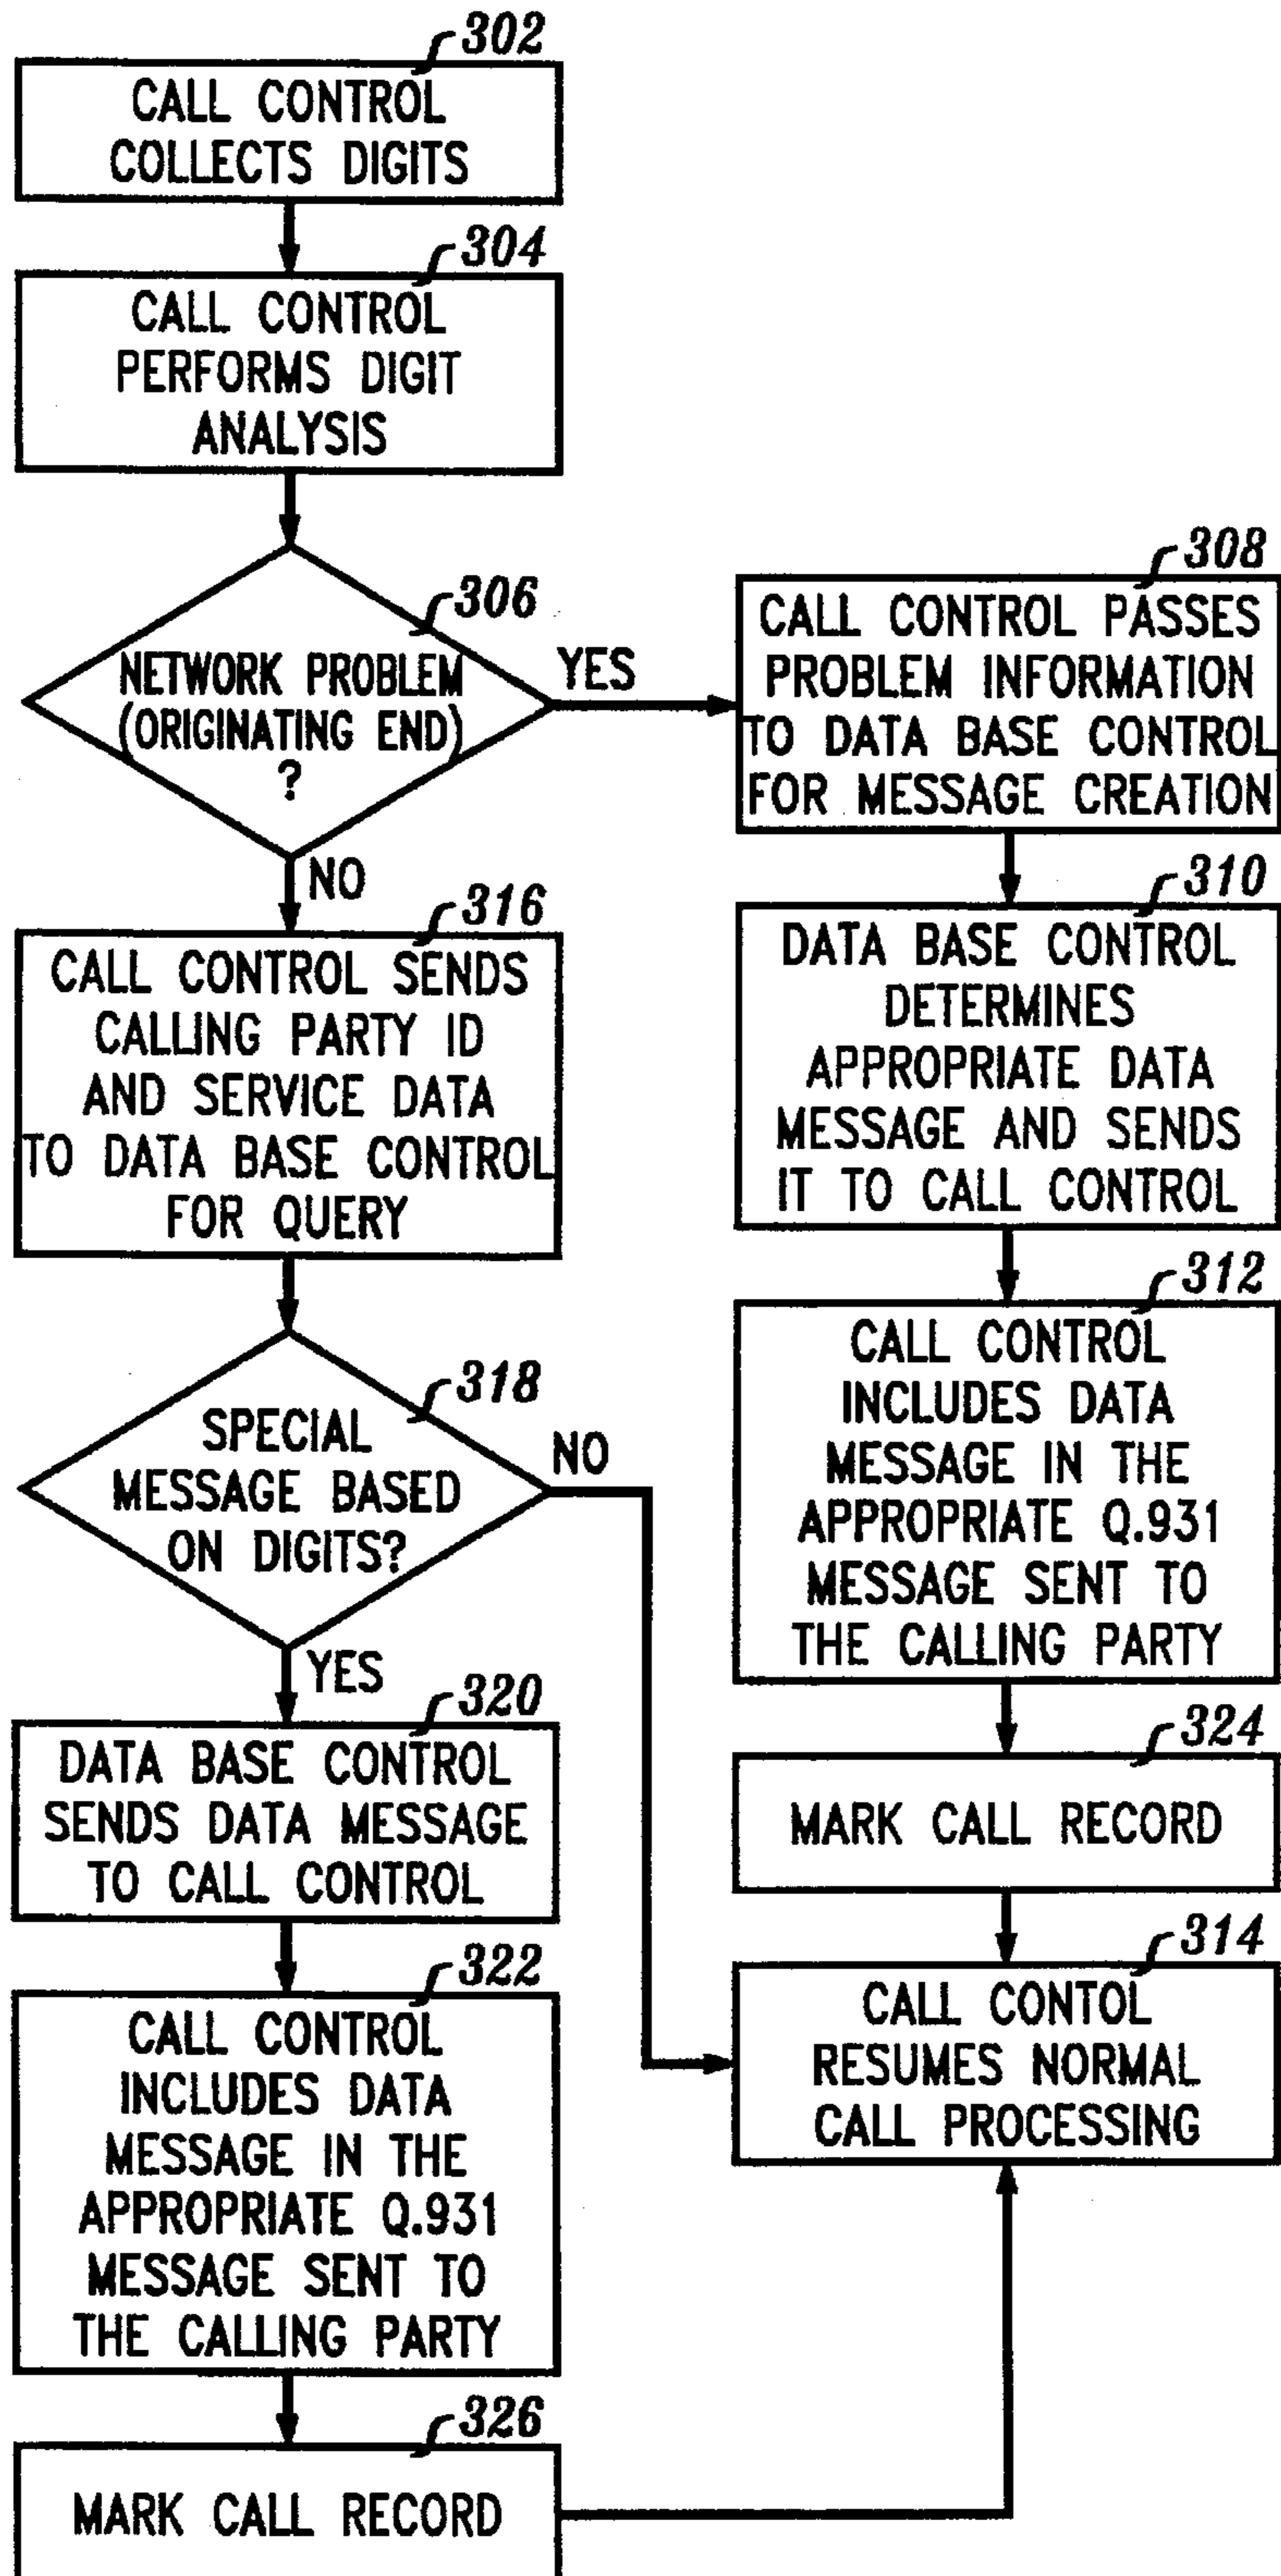 302
CALL CONTROL
COLLECTS DIGITS
304
CALL CONTROL
PERFORMS DIGIT
ANALYSIS
306
NETWORK PROBLEM
(ORIGINATING END)
?
YES
NO
308
CALL CONTROL PASSES
PROBLEM INFORMATION
TO DATA BASE CONTROL
FOR MESSAGE CREATION
310
DATA BASE CONTROL
DETERMINES
APPROPRIATE DATA
MESSAGE AND SENDS
IT TO CALL CONTROL
312
CALL CONTROL
INCLUDES DATA
MESSAGE IN THE
APPROPRIATE Q.931
MESSAGE SENT TO
THE CALLING PARTY
324
MARK CALL RECORD
314
CALL CONTOL
RESUMES NORMAL
CALL PROCESSING
316
CALL CONTROL SENDS
CALLING PARTY ID
AND SERVICE DATA
TO DATA BASE CONTROL
FOR QUERY
318
SPECIAL
MESSAGE BASED
ON DIGITS?
NO
YES
320
DATA BASE CONTROL
SENDS DATA MESSAGE
TO CALL CONTROL
322
CALL CONTROL
INCLUDES DATA
MESSAGE IN THE
APPROPRIATE Q.931
MESSAGE SENT TO
THE CALLING PARTY
326
MARK CALL RECORD